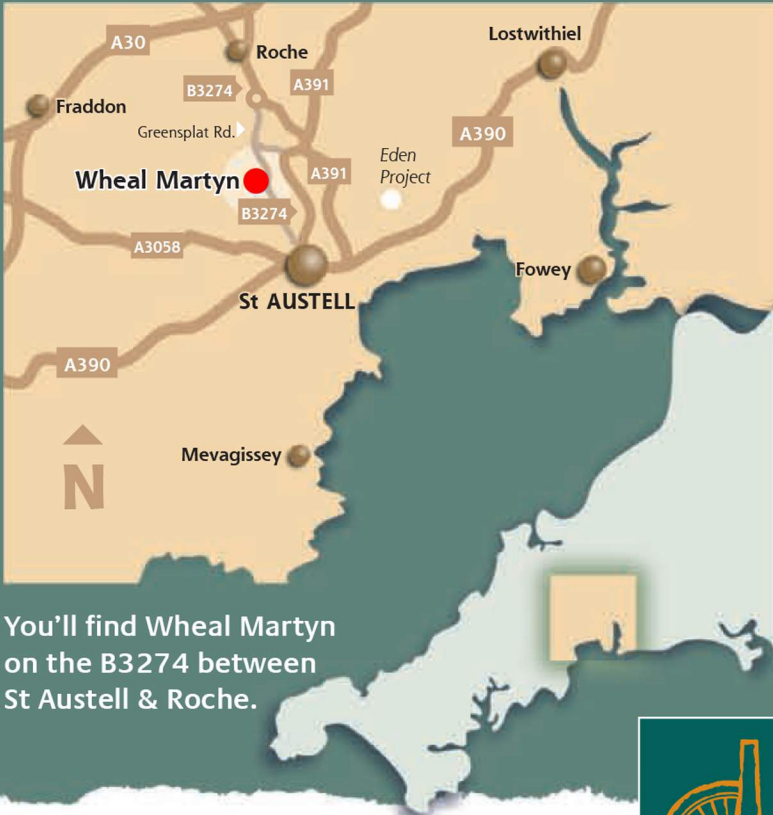 Lostwithiel
A30
Roche
A391
B3274
Fraddon
Greensplat Rd.
A390
Eden
Project
Wheal Martyn
A391
B3274
A3058
Fowey
St AUSTELL
A390
Mevagissey
N
You'll find Wheal Martyn
on the B3274 between
St Austell & Roche.